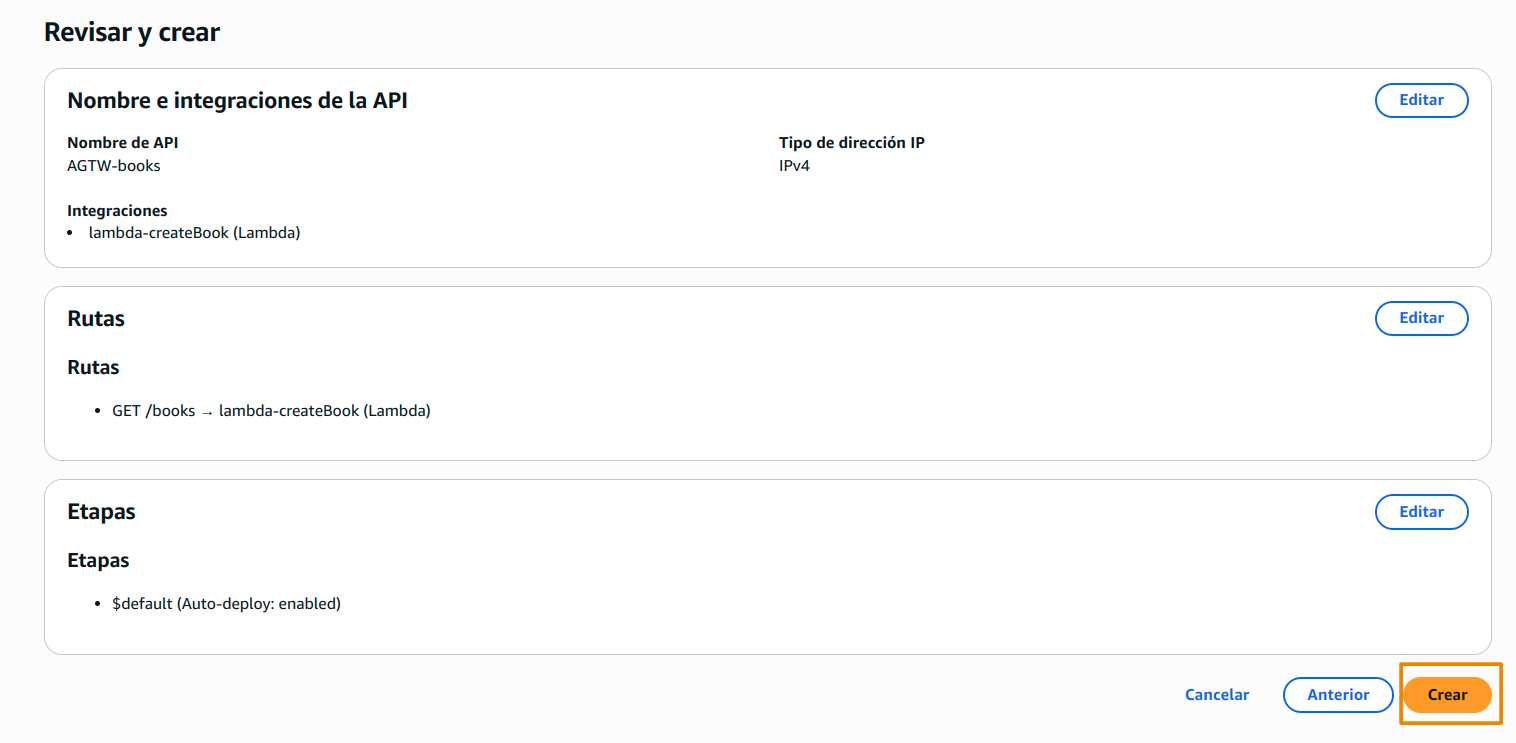 Revisar y crear
Nombre e integraciones de la API
Editar
Nombre de API
AGTW-books
Tipo de dirección IP
IPv4
Integraciones
• lambda-createBook (Lambda)
Rutas
Editar
Rutas
• GET /books → lambda-createBook (Lambda)
Etapas
Editar
Etapas
• $default (Auto-deploy: enabled)
Cancelar
Anterior
Crear